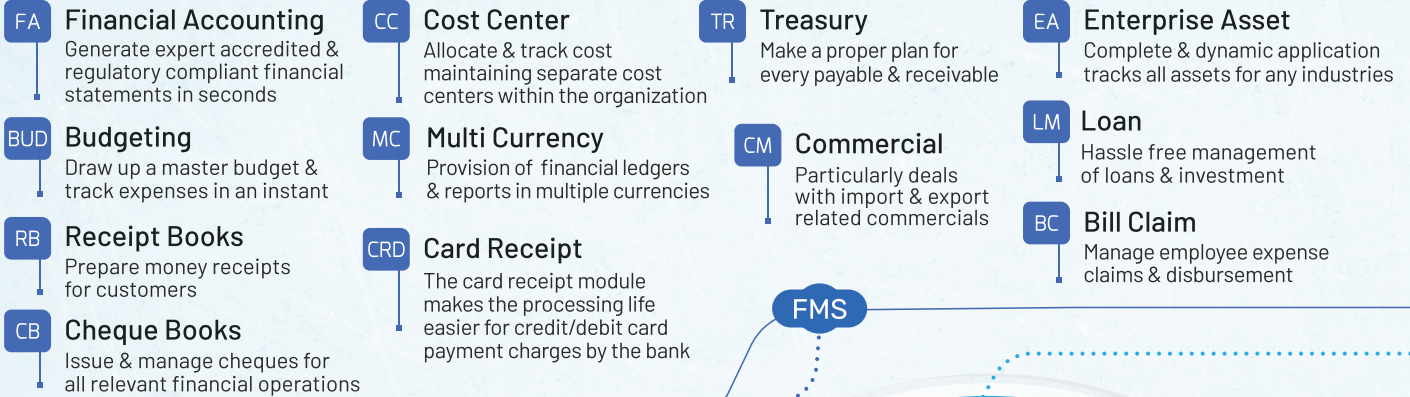 FA
Financial Accounting
Generate expert accredited &
regulatory compliant financial
statements in seconds
BUD
Budgeting
Draw up a master budget &
track expenses in an instant
RB
Receipt Books
Prepare money receipts
for customers
CB
Cheque Books
Issue & manage cheques for
all relevant financial operations
CC
Cost Center
Allocate & track cost
maintaining separate cost
centers within the organization
MC
Multi Currency
Provision of financial ledgers
& reports in multiple currencies
CRD
Card Receipt
The card receipt module
makes the processing life
easier for credit/debit card
payment charges by the bank
TR
Treasury
Make a proper plan for
every payable & receivable
CM
Commercial
Particularly deals
with import & export
related commercials
FMS
EA
Enterprise Asset
Complete & dynamic application
tracks all assets for any industries
LM
Loan
Hassle free management
of loans & investment
BC
Bill Claim
Manage employee expense
claims & disbursement